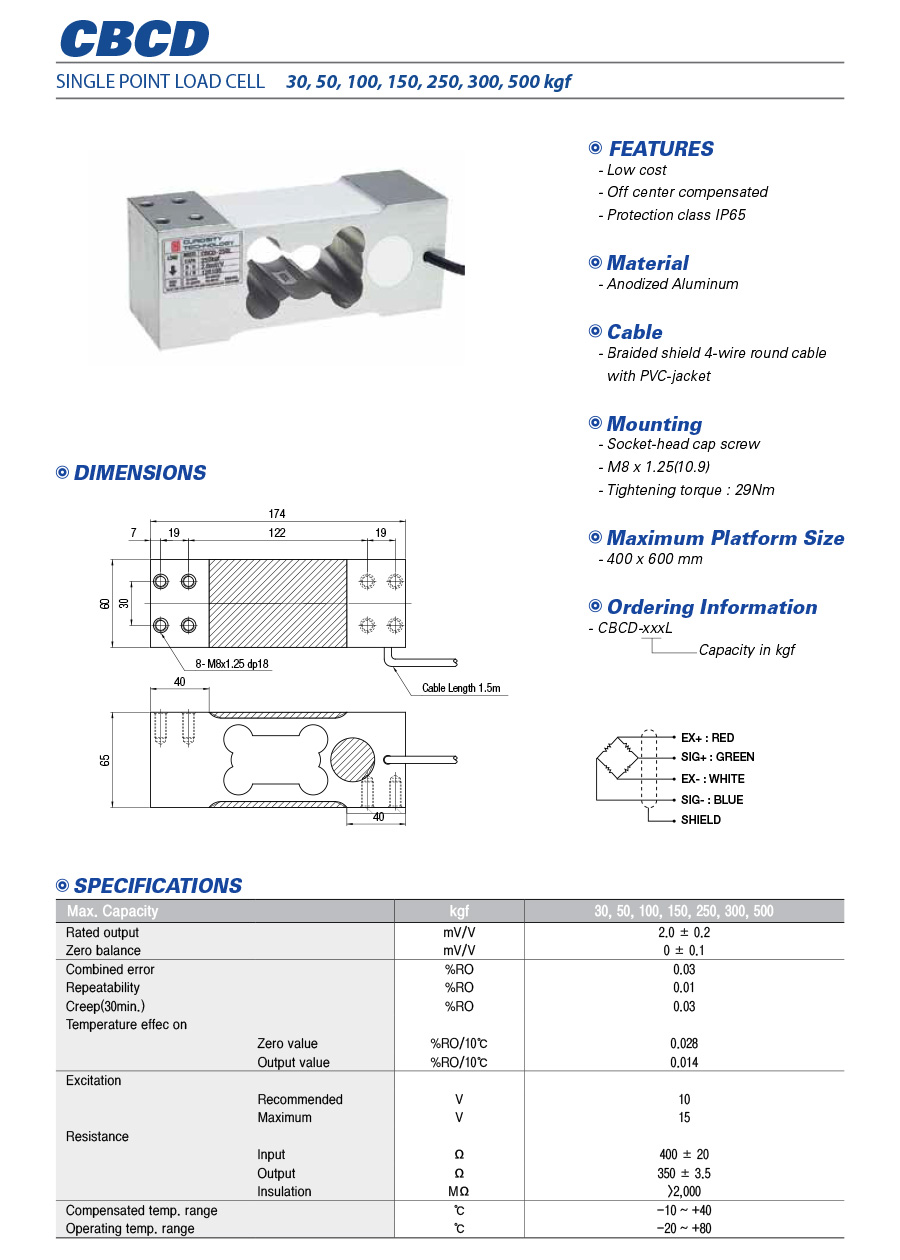 CBCD
SINGLE POINT LOAD CELL 30, 50, 100, 150, 250, 300, 500 kgf
CURIOSITY
TECHNOLOGY
FEATURES
- Low cost
- Off center compensated
- Protection class IP65
Material
- Anodized Aluminum
Cable
- Braided shield 4-wire round cable
with PVC-jacket
Mounting
- Socket-head cap screw
- M8 x 1.25(10.9)
- Tightening torque : 29Nm
Maximum Platform Size
- 400 x 600 mm
Ordering Information
- CBCD-xxxL
Capacity in kgf
DIMENSIONS
174
7 19 122 19
60
30
8- M8x1.25 dp18
Cable Length 1.5m
40
65
40
EX+ : RED
SIG+ : GREEN
EX- : WHITE
SIG- : BLUE
SHIELD
SPECIFICATIONS
Max. Capacity kgf 30, 50, 100, 150, 250, 300, 500
Rated output mV/V 2.0 ± 0.2
Zero balance mV/V 0 ± 0.1
Combined error %RO 0.03
Repeatability %RO 0.01
Creep(30min.) %RO 0.03
Temperature effec on
Zero value %RO/10℃ 0.028
Output value %RO/10℃ 0.014
Excitation
Recommended V 10
Maximum V 15
Resistance
Input Ω 400 ± 20
Output Ω 350 ± 3.5
Insulation MΩ >2,000
Compensated temp. range ℃ -10 ~ +40
Operating temp. range ℃ -20 ~ +80